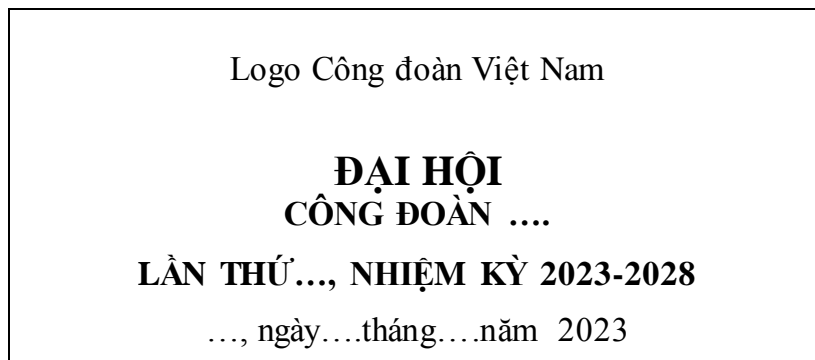 Logo Công đoàn Việt Nam
ĐẠI HỘI
CÔNG ĐOÀN ….
LẦN THỨ…, NHIỆM KỲ 2023-2028
…, ngày….tháng….năm 2023